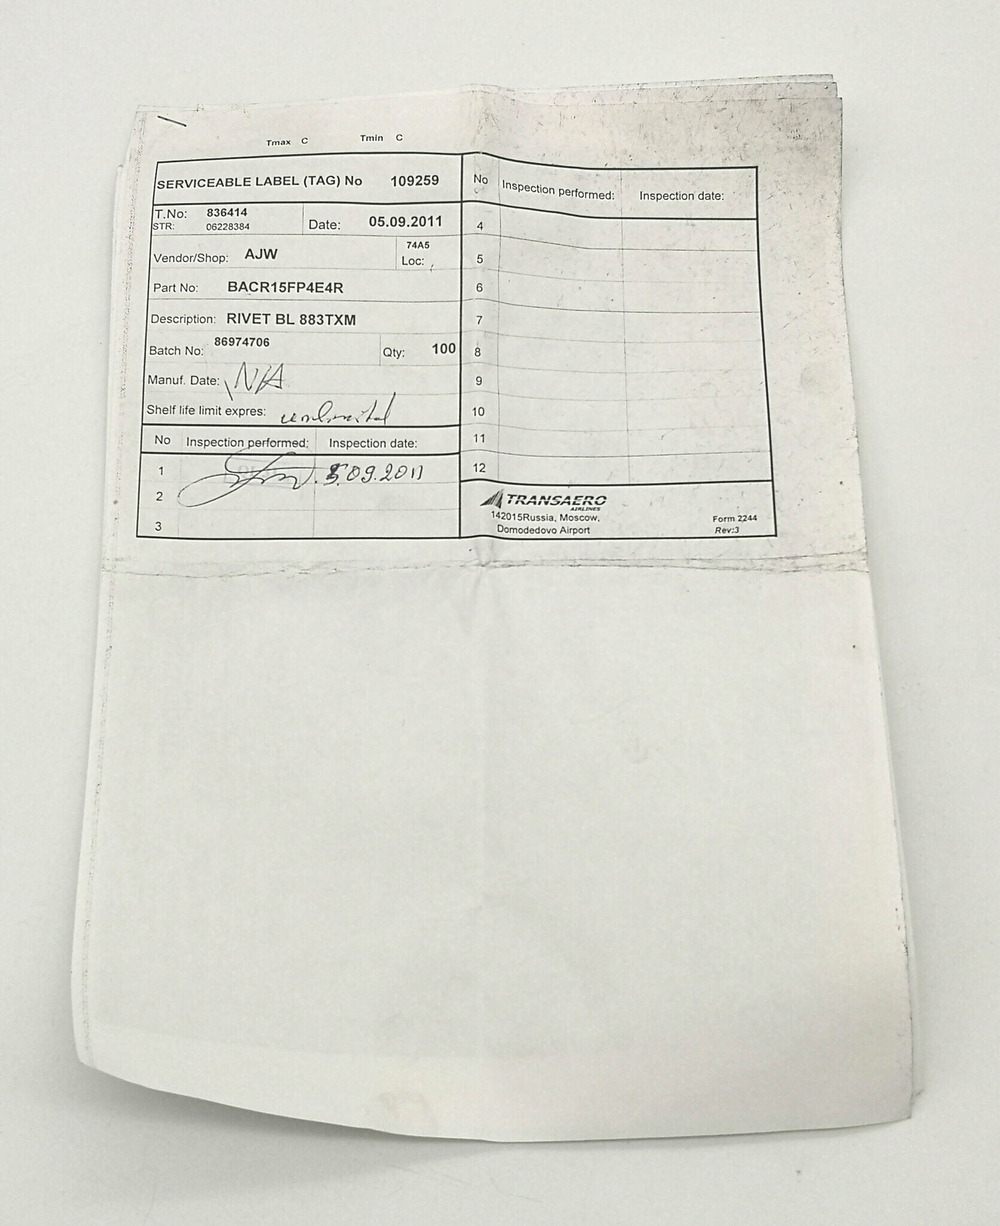 Tmax C Tmin C
SERVICEABLE LABEL (TAG) No 109259
T.No: 836414
STR: 06228384
Date: 05.09.2011
Vendor/Shop: AJW
74A5
Loc:
Part No: BACR15FP4E4R
Description: RIVET BL 883TXM
Batch No: 86974706
Qty: 100
Manuf. Date: N/A
Shelf life limit expres: unlimited
No Inspection performed: Inspection date:
1 5.09.2011
2
3
No Inspection performed: Inspection date:
4
5
6
7
8
9
10
11
12
TRANSAERO
AIRLINES
142015Russia, Moscow,
Domodedovo Airport
Form 2244
Rev:3